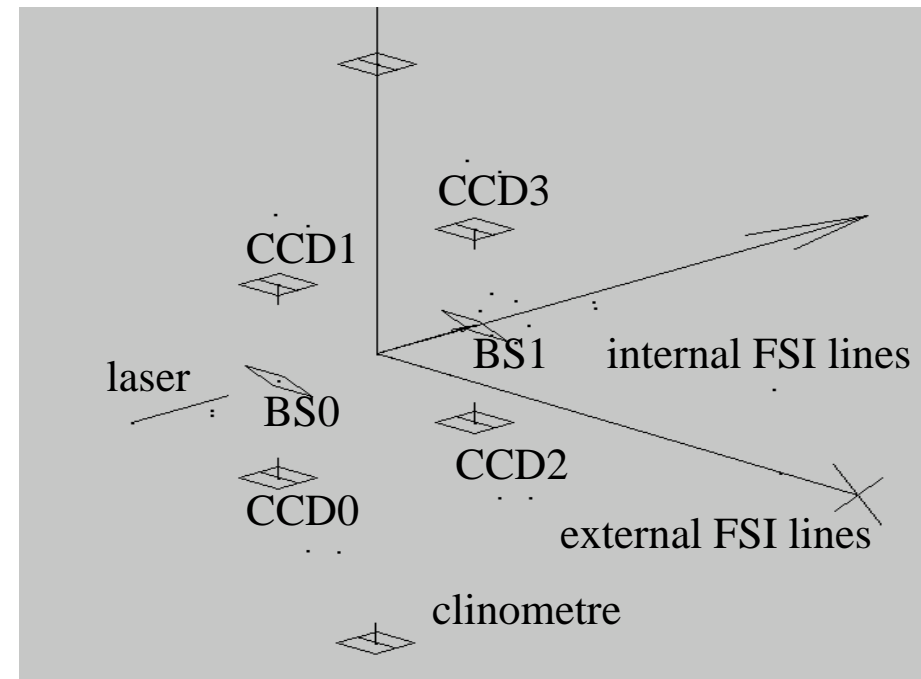 CCD3
CCD1
BS1
internal FSI lines
laser
BS0
CCD2
CCD0
external FSI lines
clinometre